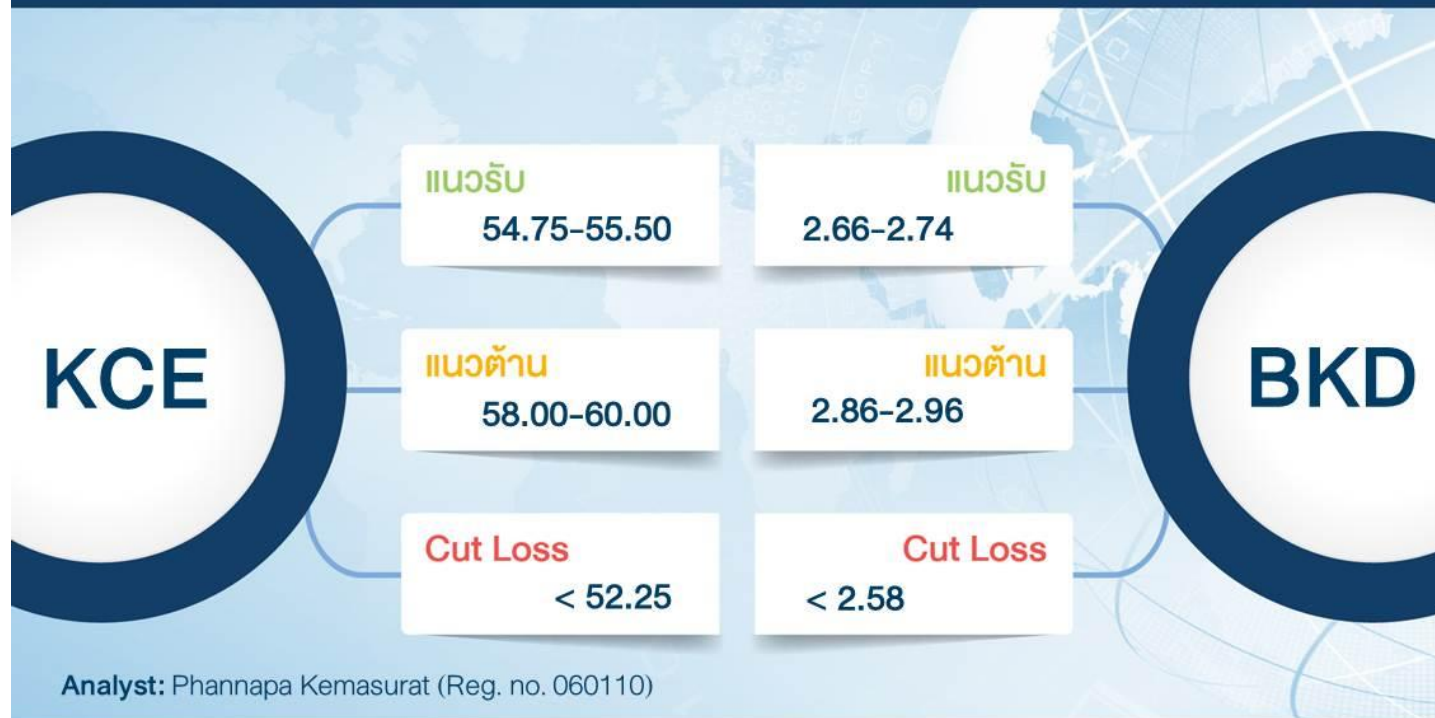 KCE
แนวรับ
54.75-55.50
แนวต้าน
58.00-60.00
Cut Loss
< 52.25
แนวรับ
2.66-2.74
แนวต้าน
2.86-2.96
Cut Loss
< 2.58
BKD
Analyst: Phannapa Kemasurat (Reg. no. 060110)